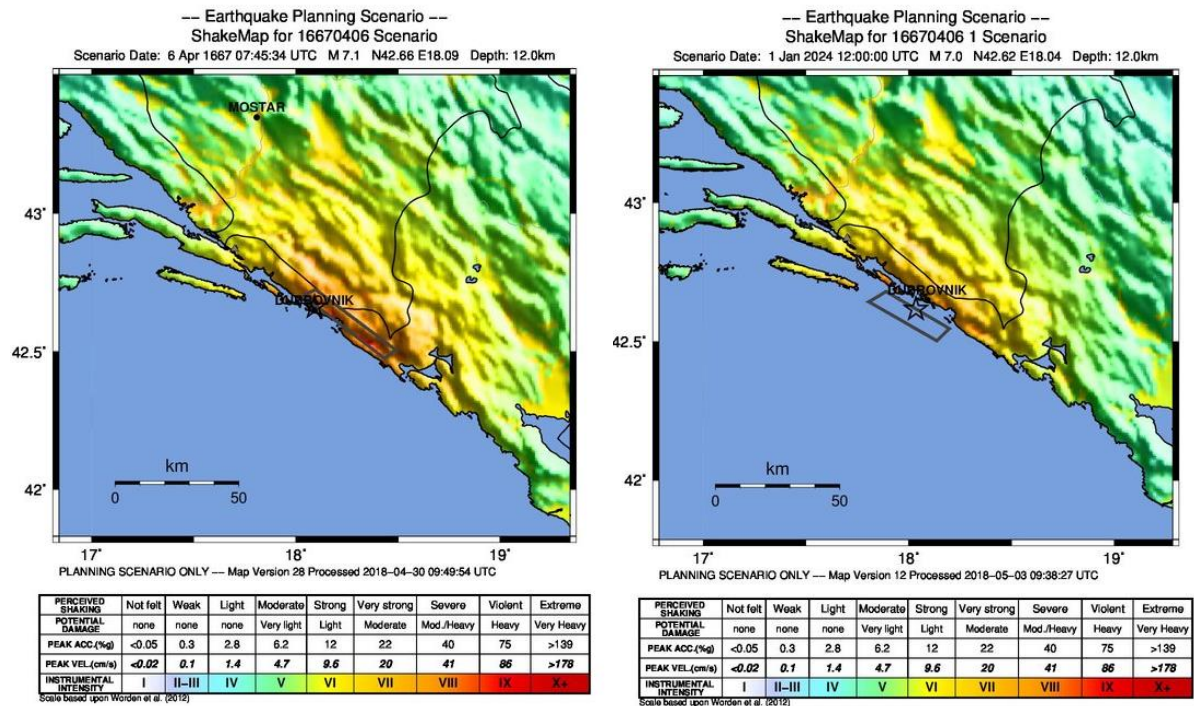 -- Earthquake Planning Scenario --
ShakeMap for 16670406 Scenario
Scenario Date: 6 Apr 1667 07:45:34 UTC M 7.1 N42.66 E18.09 Depth: 12.0km
MOSTAR
43°
DUBROVNIK
42.5°
km
0 50
42°
17° 18° 19°
PLANNING SCENARIO ONLY -- Map Version 28 Processed 2018-04-30 09:49:54 UTC
PERCEIVED SHAKING Not felt Weak Light Moderate Strong Very strong Severe Violent Extreme
POTENTIAL DAMAGE none none none Very light Light Moderate Mod./Heavy Heavy Very Heavy
PEAK ACC.(%g) <0.05 0.3 2.8 6.2 12 22 40 75 >139
PEAK VEL.(cm/s) <0.02 0.1 1.4 4.7 9.6 20 41 86 >178
INSTRUMENTAL INTENSITY I II-III IV V VI VII VIII IX X+
Scale based upon Worden et al. (2012)
-- Earthquake Planning Scenario --
ShakeMap for 16670406 1 Scenario
Scenario Date: 1 Jan 2024 12:00:00 UTC M 7.0 N42.62 E18.04 Depth: 12.0km
43°
DUBROVNIK
42.5°
km
0 50
42°
17° 18° 19°
PLANNING SCENARIO ONLY -- Map Version 12 Processed 2018-05-03 09:38:27 UTC
PERCEIVED SHAKING Not felt Weak Light Moderate Strong Very strong Severe Violent Extreme
POTENTIAL DAMAGE none none none Very light Light Moderate Mod./Heavy Heavy Very Heavy
PEAK ACC.(%g) <0.05 0.3 2.8 6.2 12 22 40 75 >139
PEAK VEL.(cm/s) <0.02 0.1 1.4 4.7 9.6 20 41 86 >178
INSTRUMENTAL INTENSITY I II-III IV V VI VII VIII IX X+
Scale based upon Worden et al. (2012)